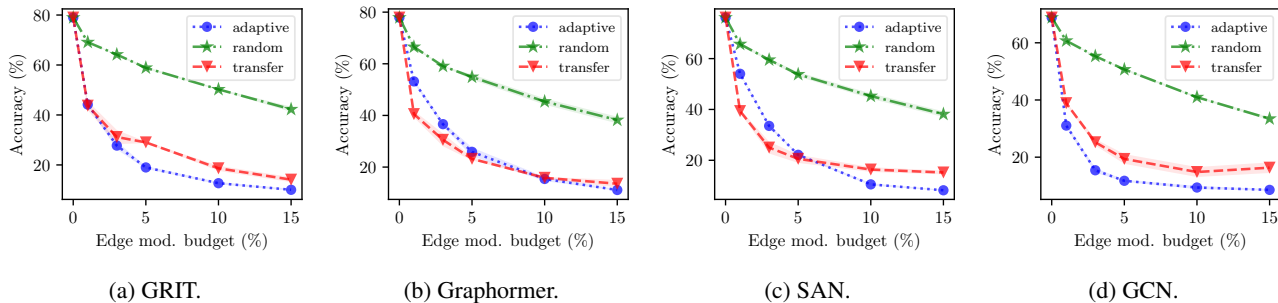 80
60
40
20
Accuracy (%)
0
5
10
15
Edge mod. budget (%)
adaptive
random
transfer
(a) GRIT.
80
60
40
20
Accuracy (%)
0
5
10
15
Edge mod. budget (%)
adaptive
random
transfer
(b) Graphormer.
60
40
20
0
Accuracy (%)
0
5
10
15
Edge mod. budget (%)
adaptive
random
transfer
(c) SAN.
60
40
20
Accuracy (%)
0
5
10
15
Edge mod. budget (%)
adaptive
random
transfer
(d) GCN.